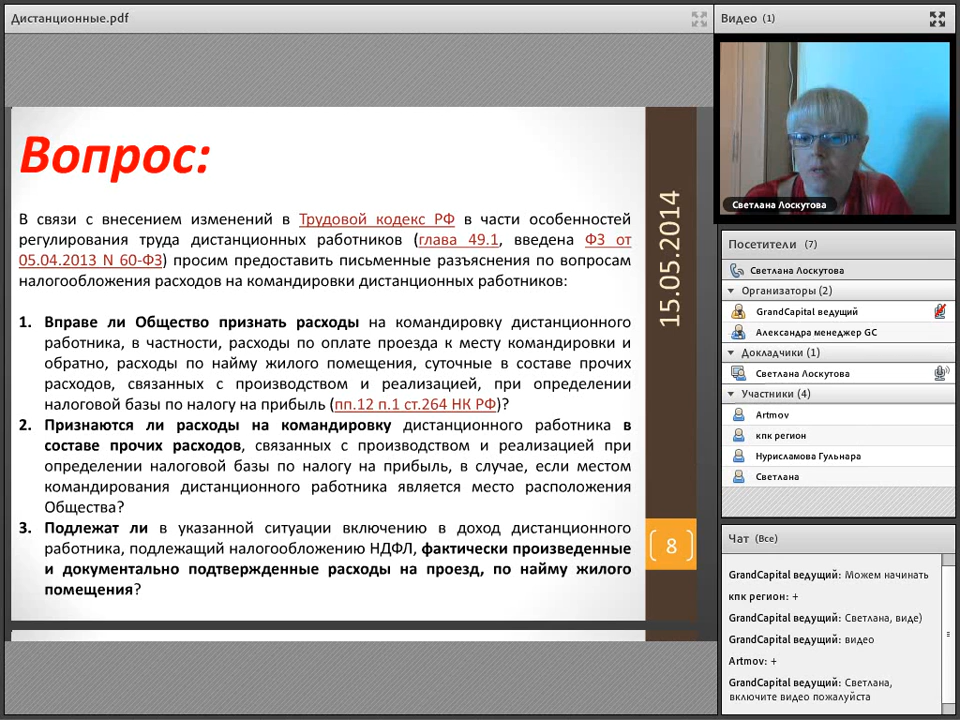 Дистанционные.pdf
Вопрос:
В связи с внесением изменений в Трудовой кодекс РФ в части особенностей
регулирования труда дистанционных работников (глава 49.1, введена ФЗ от
05.04.2013 N 60-ФЗ) просим предоставить письменные разъяснения по вопросам
налогообложения расходов на командировки дистанционных работников:
1. Вправе ли Общество признать расходы на командировку дистанционного
работника, в частности, расходы по оплате проезда к месту командировки и
обратно, расходы по найму жилого помещения, суточные в составе прочих
расходов, связанных с производством и реализацией, при определении
налоговой базы по налогу на прибыль (пп.12 п.1 ст.264 НК РФ)?
2. Признаются ли расходы на командировку дистанционного работника в
составе прочих расходов, связанных с производством и реализацией при
определении налоговой базы по налогу на прибыль, в случае, если местом
командирования дистанционного работника является место расположения
Общества?
3. Подлежат ли в указанной ситуации включению в доход дистанционного
работника, подлежащий налогообложению НДФЛ, фактически произведенные
и документально подтвержденные расходы на проезд, по найму жилого
помещения?
15.05.2014
8
Видео (1)
Светлана Лоскутова
Посетители (7)
Светлана Лоскутова
Организаторы (2)
GrandCapital ведущий
Александра менеджер GC
Докладчики (1)
Светлана Лоскутова
Участники (4)
Artmov
кпк регион
Нурисламова Гульнара
Светлана
Чат (Все)
GrandCapital ведущий: Можем начинать
кпк регион: +
GrandCapital ведущий: Светлана, виде)
GrandCapital ведущий: видео
Artmov: +
GrandCapital ведущий: Светлана,
включите видео пожалуйста